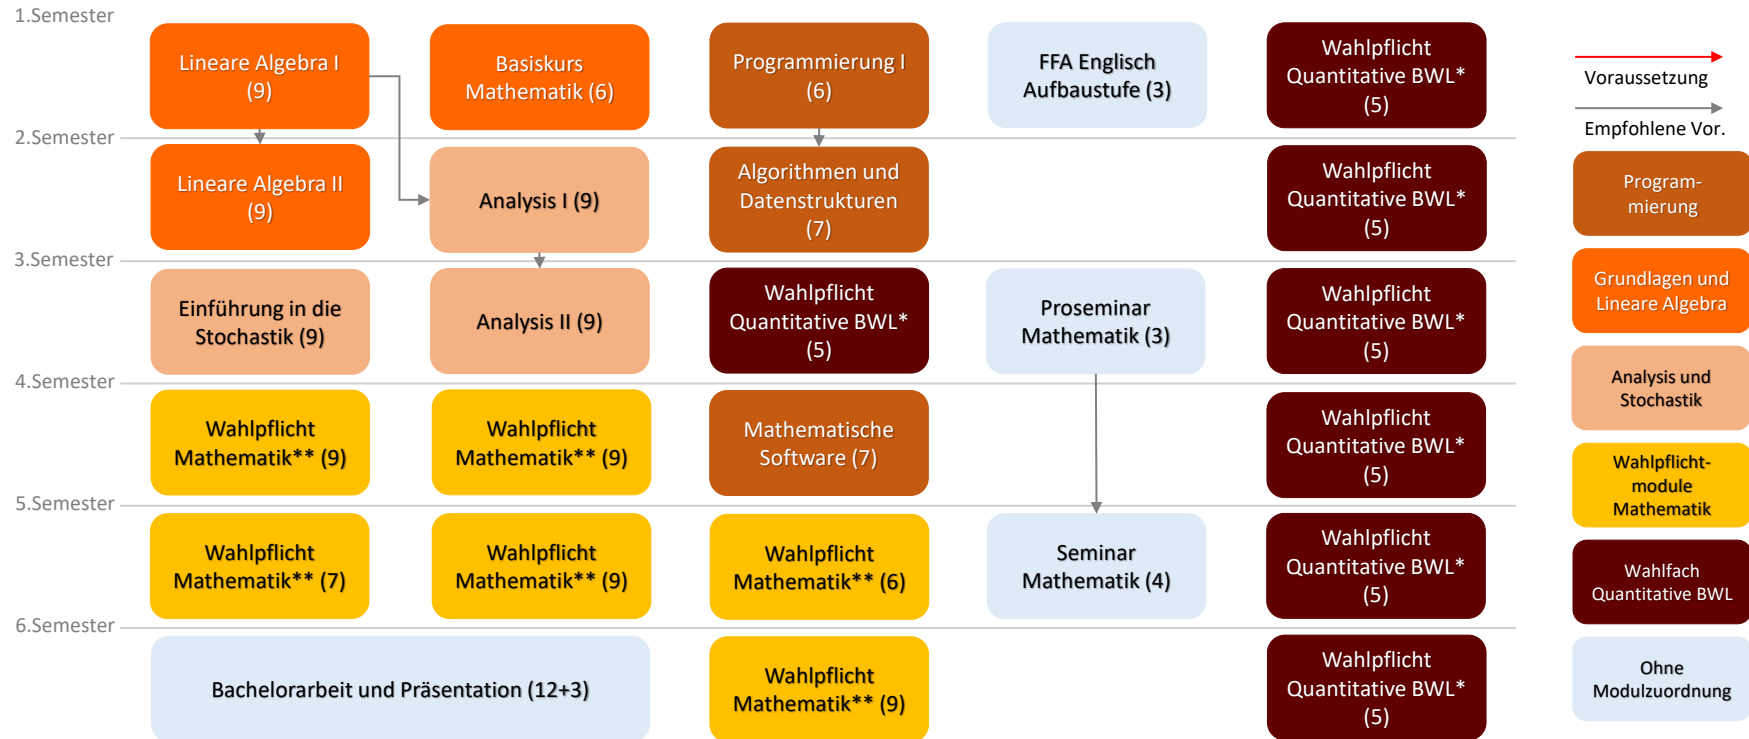 1.Semester
Lineare Algebra I
(9)
Basiskurs
Mathematik (6)
Programmierung I
(6)
FFA Englisch
Aufbaustufe (3)
Wahlpflicht
Quantitative BWL*
(5)
2.Semester
Lineare Algebra II
(9)
Analysis I (9)
Algorithmen und
Datenstrukturen
(7)
Wahlpflicht
Quantitative BWL*
(5)
3.Semester
Einführung in die
Stochastik (9)
Analysis II (9)
Wahlpflicht
Quantitative BWL*
(5)
Proseminar
Mathematik (3)
Wahlpflicht
Quantitative BWL*
(5)
4.Semester
Wahlpflicht
Mathematik** (9)
Wahlpflicht
Mathematik** (9)
Mathematische
Software (7)
Wahlpflicht
Quantitative BWL*
(5)
5.Semester
Wahlpflicht
Mathematik** (7)
Wahlpflicht
Mathematik** (9)
Wahlpflicht
Mathematik** (6)
Seminar
Mathematik (4)
Wahlpflicht
Quantitative BWL*
(5)
6.Semester
Bachelorarbeit und Präsentation (12+3)
Wahlpflicht
Mathematik** (9)
Wahlpflicht
Quantitative BWL*
(5)
Voraussetzung
Empfohlene Vor.
Program-
mierung
Grundlagen und
Lineare Algebra
Analysis und
Stochastik
Wahlpflicht-
module
Mathematik
Wahlfach
Quantitative BWL
Ohne
Modulzuordnung